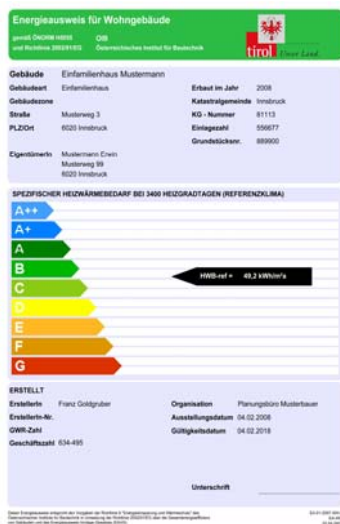 Energieausweis für Wohngebäude
gemäß ÖNORM H5055 OIB
und Richtlinie 2002/91/EG Österreichisches Institut für Bautechnik
tirol Unser Land
Gebäude Einfamilienhaus Mustermann
Gebäudeart Einfamilienhaus Erbaut im Jahr 2008
Gebäudezone Katastralgemeinde Innsbruck
Straße Musterweg 3 KG - Nummer 81113
PLZ/Ort 6020 Innsbruck Einlagezahl 556677
Grundstücksnr. 889900
EigentümerIn Mustermann Erwin
Musterweg 99
6020 Innsbruck
SPEZIFISCHER HEIZWÄRMEBEDARF BEI 3400 HEIZGRADTAGEN (REFERENZKLIMA)
A++
A+
A
B
HWB-ref = 49,2 kWh/m²a
C
D
E
F
G
ERSTELLT
ErstellerIn Franz Goldgruber Organisation Planungsbüro Musterbauer
ErstellerIn-Nr. Ausstellungsdatum 04.02.2008
GWR-Zahl Gültigkeitsdatum 04.02.2018
Geschäftszahl 634-495
Unterschrift